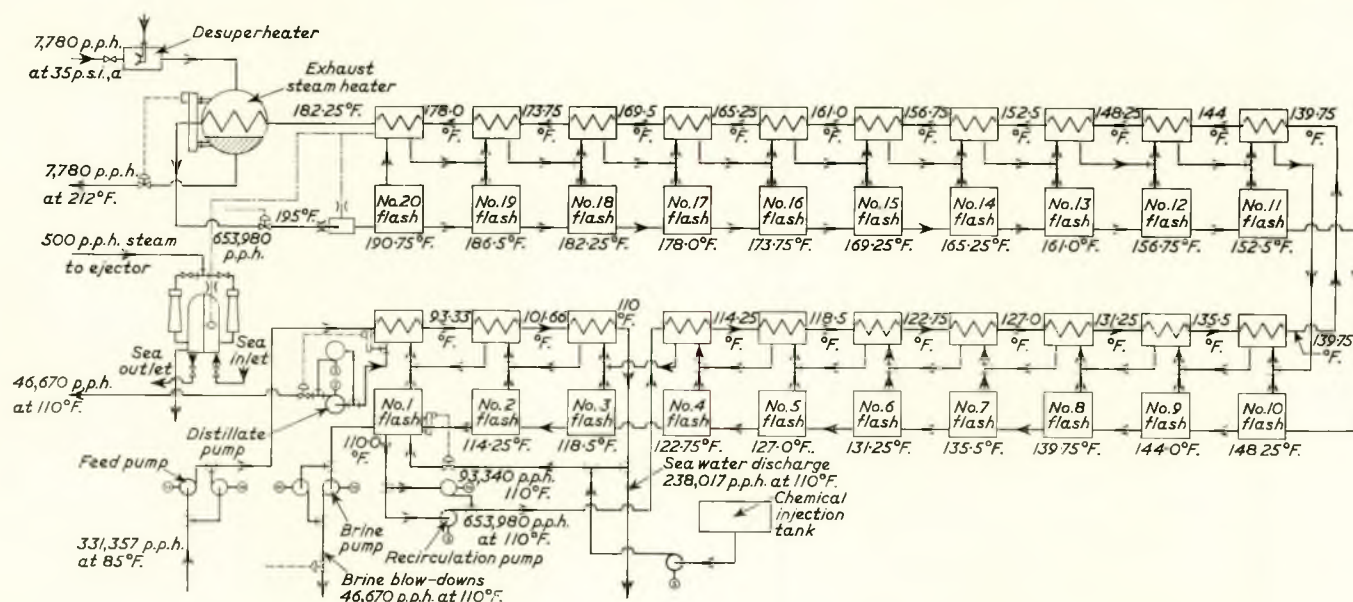 Desuperheater
7,780 p.p.h.
at 35 p.s.i.,a
Exhaust
steam heater
182·25°F.
178·0
°F.
173·75
°F.
169·5
°F.
165·25
°F.
161·0
°F.
156·75
°F.
152·5
°F.
148·25
°F.
144
°F.
139·75
°F.
7,780 p.p.h.
at 212°F.
195°F.
653,980
p.p.h.
No.20
flash
190·75°F.
No.19
flash
186·5°F.
No.18
flash
182·25°F.
No.17
flash
178·0°F.
No.16
flash
173·75°F.
No.15
flash
169·25°F.
No.14
flash
165·25°F.
No.13
flash
161·0°F.
No.12
flash
156·75°F.
No.11
flash
152·5°F.
500 p.p.h. steam
to ejector
Sea
outlet
Sea
inlet
93·33
°F.
101·66
°F.
110
°F.
114·25
°F.
118·5
°F.
122·75
°F.
127·0
°F.
131·25
°F.
135·5
°F.
139·75
°F.
46,670 p.p.h.
at 110°F.
No.1
flash
110·0
°F.
No.2
flash
114·25°F.
No.3
flash
118·5°F.
No.4
flash
122·75°F.
No.5
flash
127·0°F.
No.6
flash
131·25°F.
No.7
flash
135·5°F.
No.8
flash
139·75°F.
No.9
flash
144·0°F.
No.10
flash
148·25°F.
Distillate
pump
Feed pump
Sea water discharge
238,017 p.p.h. at 110°F.
93,340 p.p.h.
110°F.
653,980 p.p.h.
at 110°F.
Chemical
injection
tank
Brine
pump
Recirculation pump
331,357 p.p.h.
at 85°F.
Brine blow-downs
46,670 p.p.h. at 110°F.